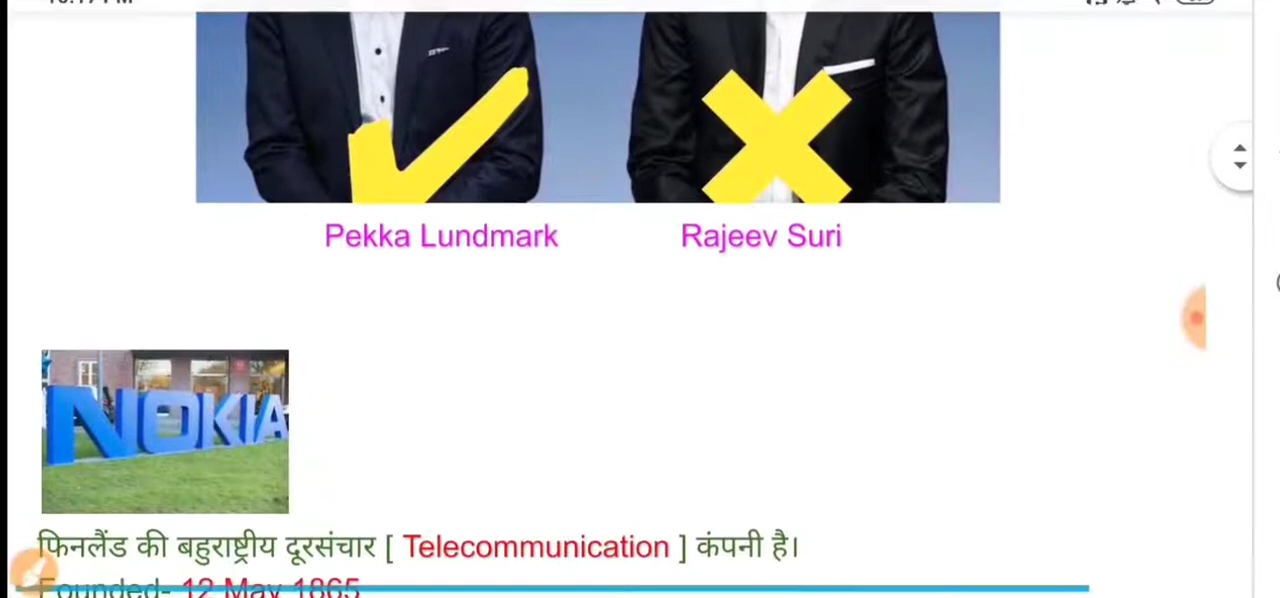 Pekka Lundmark Rajeev Suri
NOKIA
फिनलैंड की बहुराष्ट्रीय दूरसंचार [ Telecommunication ] कंपनी है।
Founded- 12 May 1865